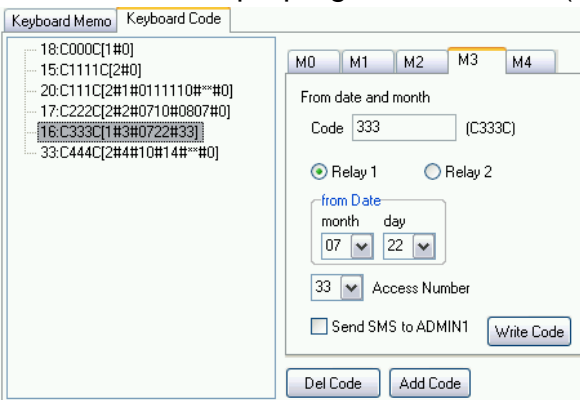 Keyboard Memo Keyboard Code
18:C000C[1#0]
15:C1111C[2#0]
20:C111C[2#1#0111110#**#0]
17:C222C[2#2#0710#0807#0]
16:C333C[1#3#0722#33]
33:C444C[2#4#10#14#**#0]
M0 M1 M2 M3 M4
From date and month
Code 333 (C333C)
Relay 1 Relay 2
from Date
month day
07 22
33 Access Number
Send SMS to ADMIN1 Write Code
Del Code Add Code